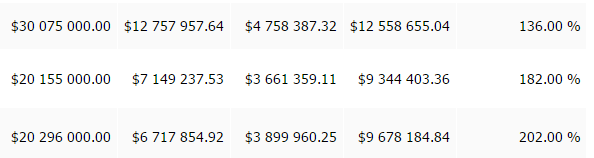 $30 075 000.00 $12 757 957.64 $4 758 387.32 $12 558 655.04 136.00 %
$20 155 000.00 $7 149 237.53 $3 661 359.11 $9 344 403.36 182.00 %
$20 296 000.00 $6 717 854.92 $3 899 960.25 $9 678 184.84 202.00 %